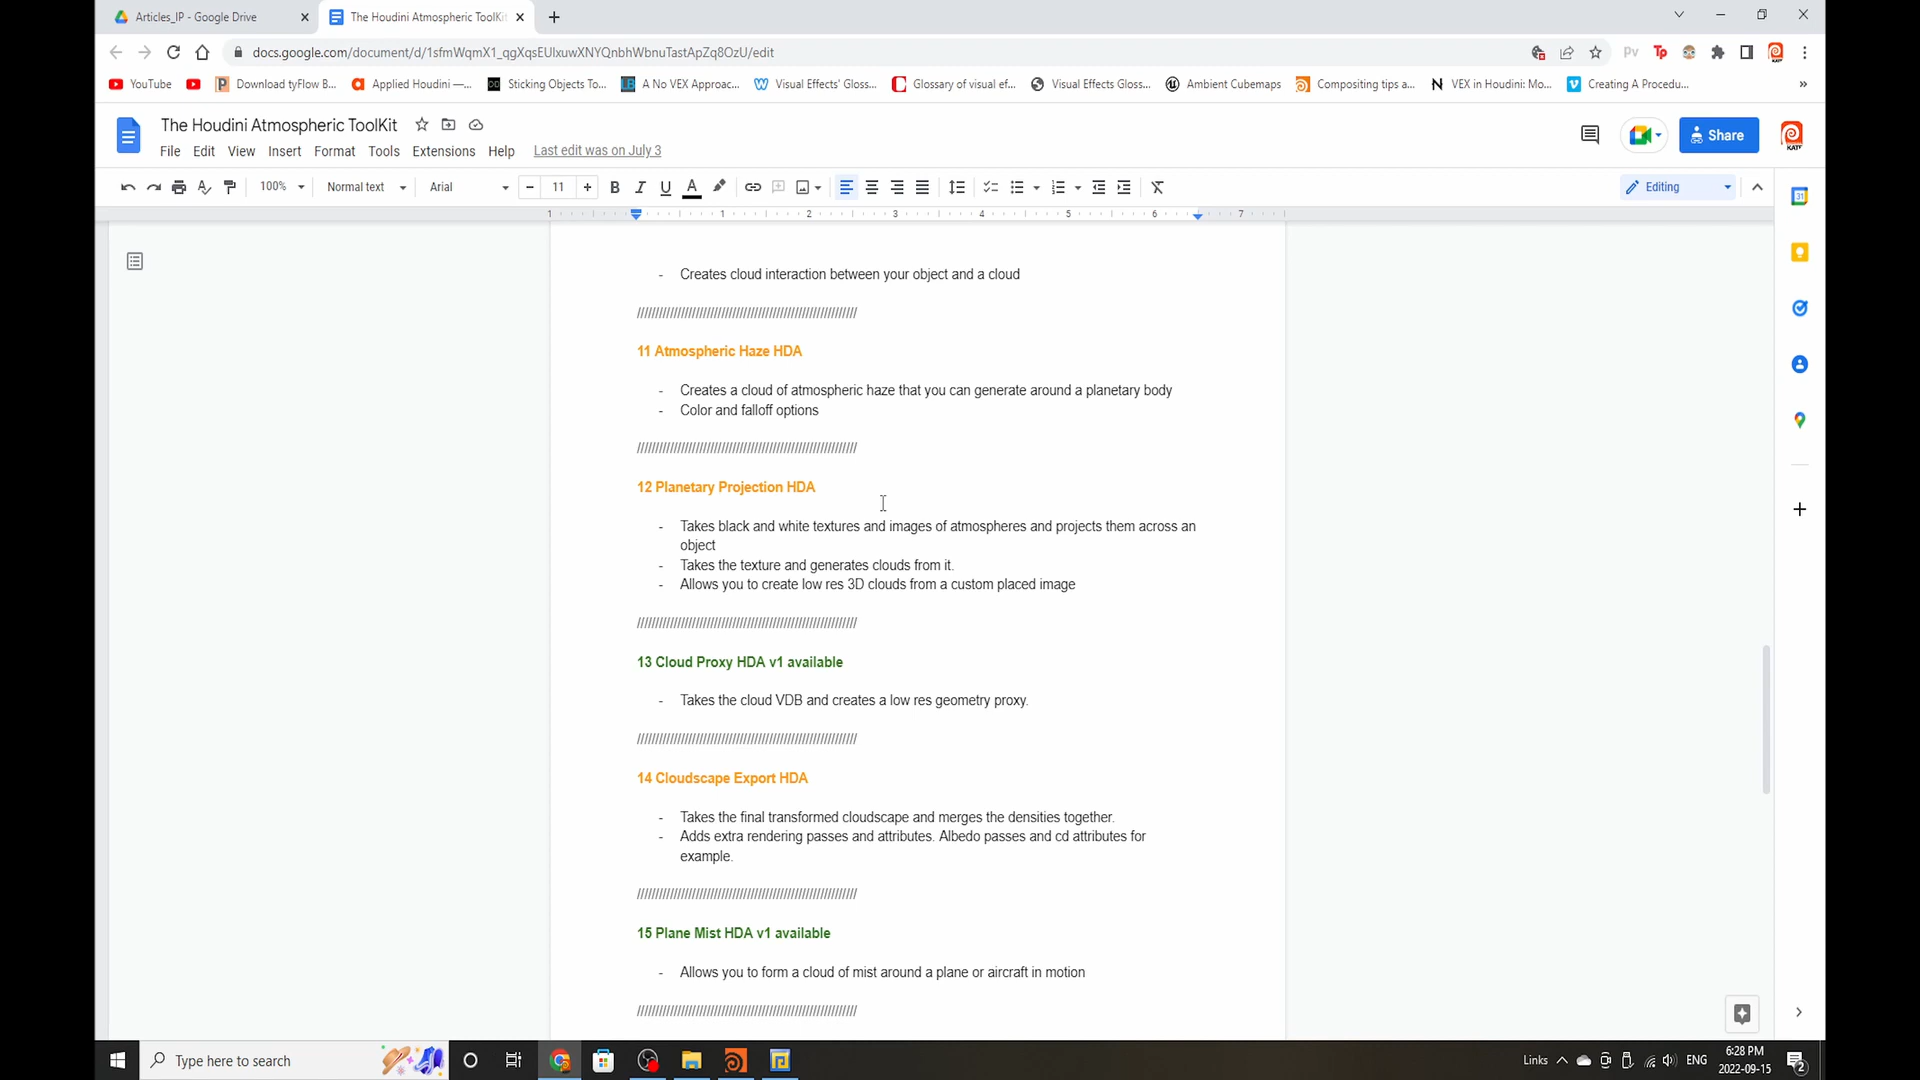 Articles_IP - Google Drive
The Houdini Atmospheric ToolKit
docs.google.com/document/d/1sfmWqmX1_qgXqsEUlxuwXNYQnbhWbnuTastApZq8OzU/edit
YouTube
Download tyFlow B...
Applied Houdini —...
Sticking Objects To...
A No VEX Approac...
Visual Effects' Gloss...
Glossary of visual ef...
Visual Effects Gloss...
Ambient Cubemaps
Compositing tips a...
VEX in Houdini: Mo...
Creating A Procedu...
The Houdini Atmospheric ToolKit
File Edit View Insert Format Tools Extensions Help Last edit was on July 3
Share
100% Normal text Arial 11
Editing
1 1 2 3 4 5 6 7
- Creates cloud interaction between your object and a cloud
11 Atmospheric Haze HDA
- Creates a cloud of atmospheric haze that you can generate around a planetary body
- Color and falloff options
12 Planetary Projection HDA
- Takes black and white textures and images of atmospheres and projects them across an
object
- Takes the texture and generates clouds from it.
- Allows you to create low res 3D clouds from a custom placed image
13 Cloud Proxy HDA v1 available
- Takes the cloud VDB and creates a low res geometry proxy.
14 Cloudscape Export HDA
- Takes the final transformed cloudscape and merges the densities together.
- Adds extra rendering passes and attributes. Albedo passes and cd attributes for
example.
15 Plane Mist HDA v1 available
- Allows you to form a cloud of mist around a plane or aircraft in motion
Type here to search
Links
ENG
6:28 PM
2022-09-15
2